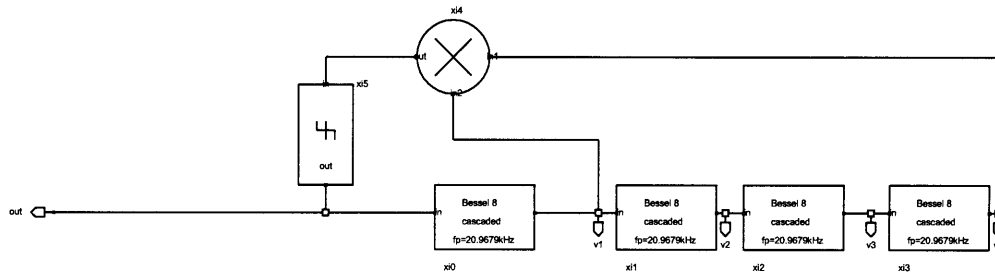 xi4
out
in1
in2
in
xi5
out
out
in
Bessel 8
cascaded
fp=20.9679kHz
xi0
v1
in
Bessel 8
cascaded
fp=20.9679kHz
xi1
v2
in
Bessel 8
cascaded
fp=20.9679kHz
xi2
v3
in
Bessel 8
cascaded
fp=20.9679kHz
xi3